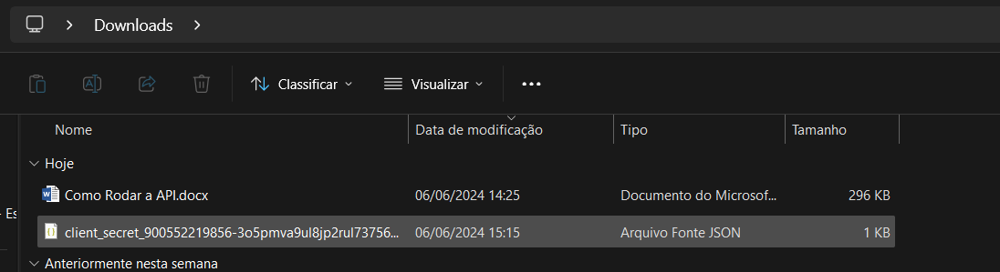 Downloads
Classificar Visualizar
Nome Data de modificação Tipo Tamanho
Hoje
Como Rodar a API.docx 06/06/2024 14:25 Documento do Microsof... 296 KB
- Es
client_secret_900552219856-3o5pmva9ul8jp2rul73756... 06/06/2024 15:15 Arquivo Fonte JSON 1 KB
Anteriormente nesta semana